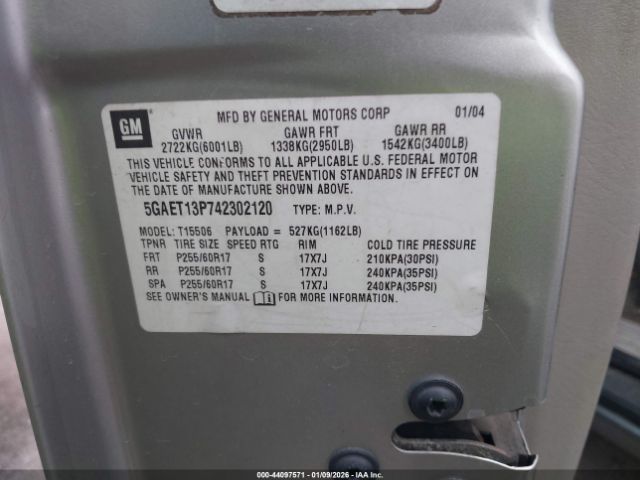 GM
MFD BY GENERAL MOTORS CORP 01/04
GVWR GAWR FRT GAWR RR
2722KG(6001LB) 1338KG(2950LB) 1542KG(3400LB)
THIS VEHICLE CONFORMS TO ALL APPLICABLE U.S. FEDERAL MOTOR
VEHICLE SAFETY AND THEFT PREVENTION STANDARDS IN EFFECT ON
THE DATE OF MANUFACTURE SHOWN ABOVE.
5GAET13P742302120 TYPE: M.P.V.
MODEL: T15506 PAYLOAD = 527KG(1162LB)
TPNR TIRE SIZE SPEED RTG RIM COLD TIRE PRESSURE
FRT P255/60R17 S 17X7J 210KPA(30PSI)
RR P255/60R17 S 17X7J 240KPA(35PSI)
SPA P255/60R17 S 17X7J 240KPA(35PSI)
SEE OWNER'S MANUAL FOR MORE INFORMATION.
000-44097571 - 01/09/2026 - COPYRIGHT IAA, LLC